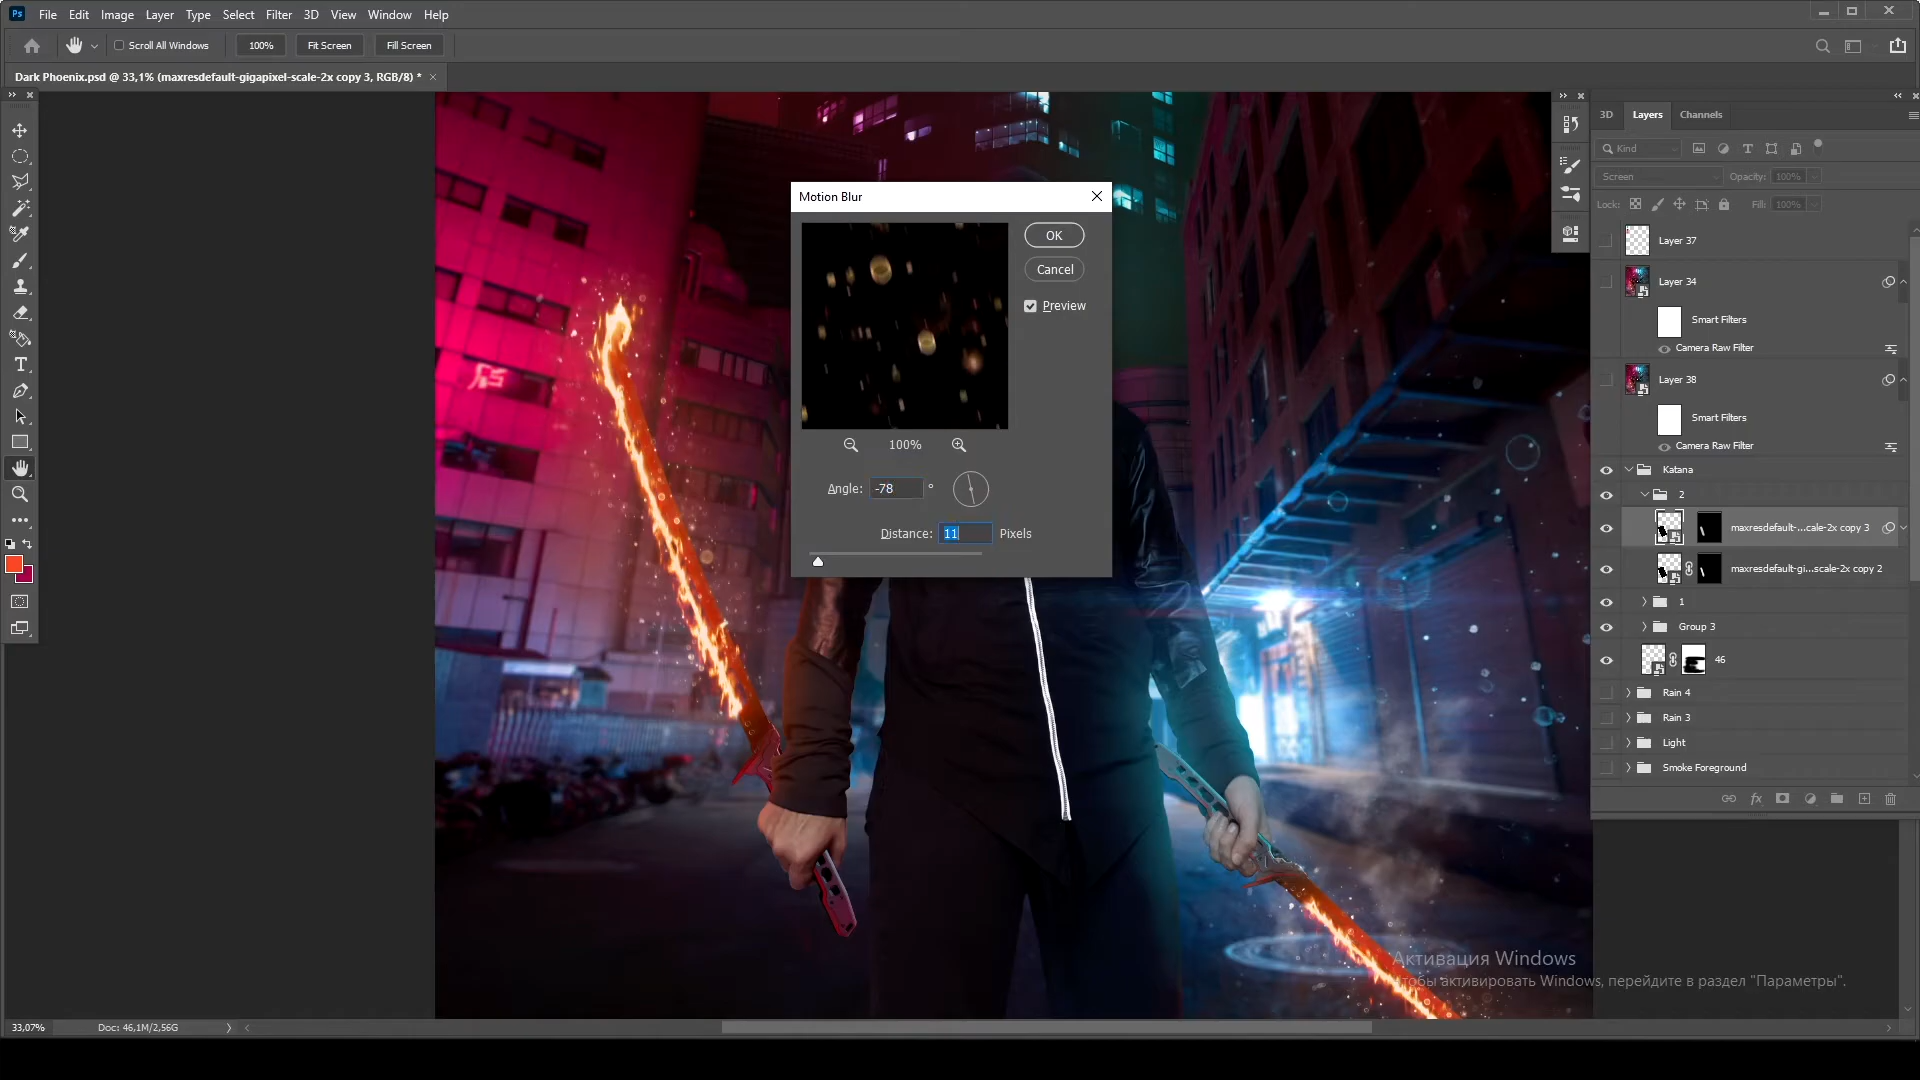 Ps File Edit Image Layer Type Select Filter 3D View Window Help
Scroll All Windows 100% Fit Screen Fill Screen
Dark Phoenix.psd @ 33,1% (maxresdefault-gigapixel-scale-2x copy 3, RGB/8) *
Motion Blur
OK
Cancel
Preview
100%
Angle: -78 °
Distance: 11 Pixels
3D Layers Channels
Kind
Screen Opacity: 100%
Lock: Fill: 100%
Layer 37
Layer 34
Smart Filters
Camera Raw Filter
Layer 38
Smart Filters
Camera Raw Filter
Katana
2
maxresdefault-...cale-2x copy 3
maxresdefault-gi...scale-2x copy 2
1
Group 3
46
Rain 4
Rain 3
Light
Smoke Foreground
fx
Активация Windows
Чтобы активировать Windows, перейдите в раздел "Параметры".
33,07% Doc: 46,1M/2,56G